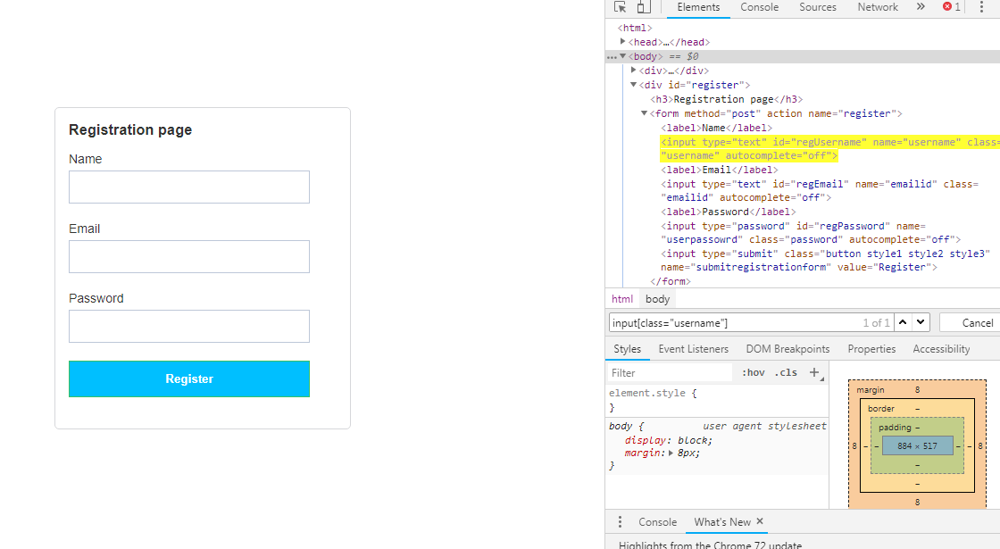 Registration page
Name
Email
Password
Register
Elements Console Sources Network » 1
<html>
<head>…</head>
<body> == $0
<div>…</div>
<div id="register">
<h3>Registration page</h3>
<form method="post" action name="register">
<label>Name</label>
<input type="text" id="regUsername" name="username" class=
"username" autocomplete="off">
<label>Email</label>
<input type="text" id="regEmail" name="emailid" class=
"emailid" autocomplete="off">
<label>Password</label>
<input type="password" id="regPassword" name=
"userpassowrd" class="password" autocomplete="off">
<input type="submit" class="button style1 style2 style3"
name="submitregistrationform" value="Register">
</form>
html body
input[class="username"] 1 of 1 Cancel
Styles Event Listeners DOM Breakpoints Properties Accessibility
Filter :hov .cls +
element.style {
}
body { user agent stylesheet
display: block;
margin: 8px;
}
margin 8
border –
padding –
8 – – 884 × 517 – – 8
–
–
8
Console What's New ×
Highlights from the Chrome 72 update